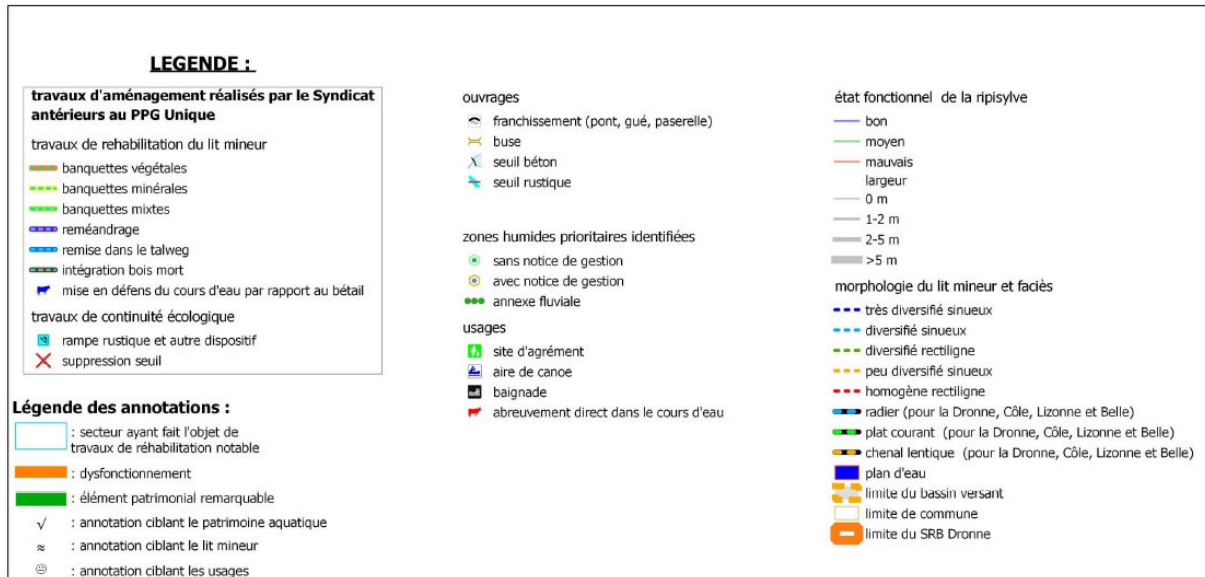 LEGENDE :
travaux d'aménagement réalisés par le Syndicat
antérieurs au PPG Unique
travaux de rehabilitation du lit mineur
banquettes végétales
banquettes minérales
banquettes mixtes
reméandrage
remise dans le talweg
intégration bois mort
mise en défens du cours d'eau par rapport au bétail
travaux de continuité écologique
rampe rustique et autre dispositif
suppression seuil
Légende des annotations :
: secteur ayant fait l'objet de
travaux de réhabilitation notable
: dysfonctionnement
: élément patrimonial remarquable
√ : annotation ciblant le patrimoine aquatique
≈ : annotation ciblant le lit mineur
: annotation ciblant les usages
ouvrages
franchissement (pont, gué, paserelle)
buse
seuil béton
seuil rustique
zones humides prioritaires identifiées
sans notice de gestion
avec notice de gestion
annexe fluviale
usages
site d'agrément
aire de canoe
baignade
abreuvement direct dans le cours d'eau
état fonctionnel de la ripisylve
bon
moyen
mauvais
largeur
0 m
1-2 m
2-5 m
>5 m
morphologie du lit mineur et faciès
très diversifié sinueux
diversifié sinueux
diversifié rectiligne
peu diversifié sinueux
homogène rectiligne
radier (pour la Dronne, Côle, Lizonne et Belle)
plat courant (pour la Dronne, Côle, Lizonne et Belle)
chenal lentique (pour la Dronne, Côle, Lizonne et Belle)
plan d'eau
limite du bassin versant
limite de commune
limite du SRB Dronne